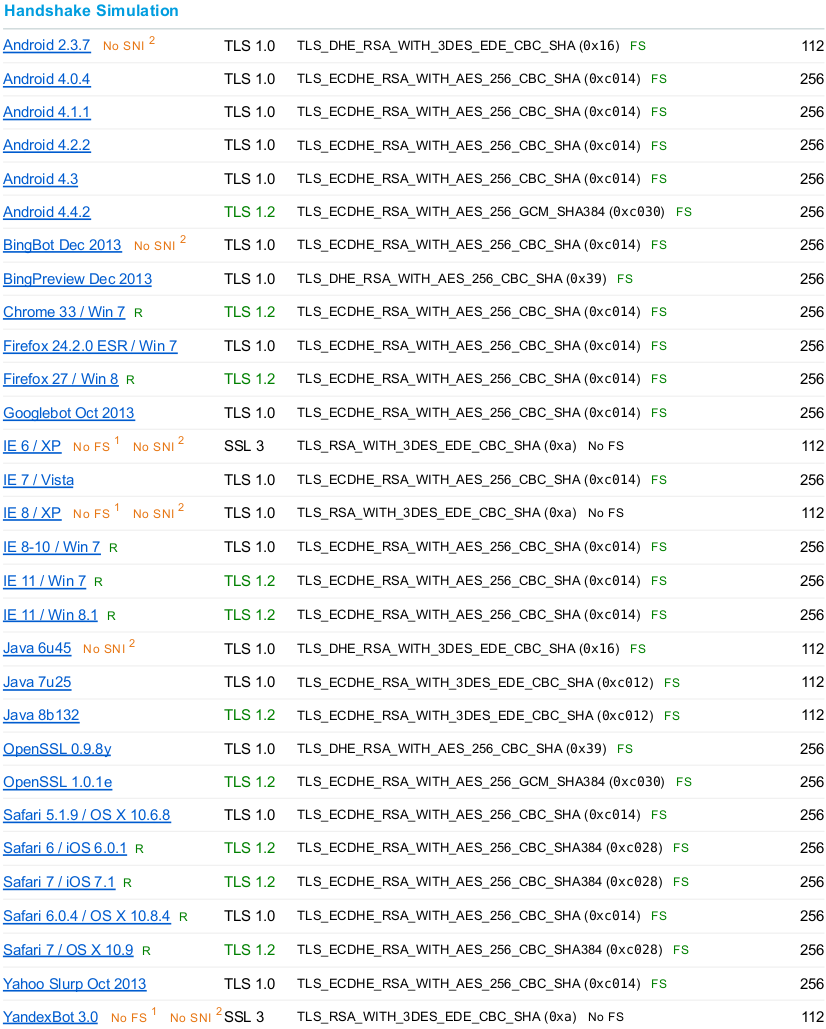 Handshake Simulation
Android 2.3.7 No SNI 2 TLS 1.0 TLS_DHE_RSA_WITH_3DES_EDE_CBC_SHA (0x16) FS 112
Android 4.0.4 TLS 1.0 TLS_ECDHE_RSA_WITH_AES_256_CBC_SHA (0xc014) FS 256
Android 4.1.1 TLS 1.0 TLS_ECDHE_RSA_WITH_AES_256_CBC_SHA (0xc014) FS 256
Android 4.2.2 TLS 1.0 TLS_ECDHE_RSA_WITH_AES_256_CBC_SHA (0xc014) FS 256
Android 4.3 TLS 1.0 TLS_ECDHE_RSA_WITH_AES_256_CBC_SHA (0xc014) FS 256
Android 4.4.2 TLS 1.2 TLS_ECDHE_RSA_WITH_AES_256_GCM_SHA384 (0xc030) FS 256
BingBot Dec 2013 No SNI 2 TLS 1.0 TLS_ECDHE_RSA_WITH_AES_256_CBC_SHA (0xc014) FS 256
BingPreview Dec 2013 TLS 1.0 TLS_DHE_RSA_WITH_AES_256_CBC_SHA (0x39) FS 256
Chrome 33 / Win 7 R TLS 1.2 TLS_ECDHE_RSA_WITH_AES_256_CBC_SHA (0xc014) FS 256
Firefox 24.2.0 ESR / Win 7 TLS 1.0 TLS_ECDHE_RSA_WITH_AES_256_CBC_SHA (0xc014) FS 256
Firefox 27 / Win 8 R TLS 1.2 TLS_ECDHE_RSA_WITH_AES_256_CBC_SHA (0xc014) FS 256
Googlebot Oct 2013 TLS 1.0 TLS_ECDHE_RSA_WITH_AES_256_CBC_SHA (0xc014) FS 256
IE 6 / XP No FS 1 No SNI 2 SSL 3 TLS_RSA_WITH_3DES_EDE_CBC_SHA (0xa) No FS 112
IE 7 / Vista TLS 1.0 TLS_ECDHE_RSA_WITH_AES_256_CBC_SHA (0xc014) FS 256
IE 8 / XP No FS 1 No SNI 2 TLS 1.0 TLS_RSA_WITH_3DES_EDE_CBC_SHA (0xa) No FS 112
IE 8-10 / Win 7 R TLS 1.0 TLS_ECDHE_RSA_WITH_AES_256_CBC_SHA (0xc014) FS 256
IE 11 / Win 7 R TLS 1.2 TLS_ECDHE_RSA_WITH_AES_256_CBC_SHA (0xc014) FS 256
IE 11 / Win 8.1 R TLS 1.2 TLS_ECDHE_RSA_WITH_AES_256_CBC_SHA (0xc014) FS 256
Java 6u45 No SNI 2 TLS 1.0 TLS_DHE_RSA_WITH_3DES_EDE_CBC_SHA (0x16) FS 112
Java 7u25 TLS 1.0 TLS_ECDHE_RSA_WITH_3DES_EDE_CBC_SHA (0xc012) FS 112
Java 8b132 TLS 1.2 TLS_ECDHE_RSA_WITH_3DES_EDE_CBC_SHA (0xc012) FS 112
OpenSSL 0.9.8y TLS 1.0 TLS_DHE_RSA_WITH_AES_256_CBC_SHA (0x39) FS 256
OpenSSL 1.0.1e TLS 1.2 TLS_ECDHE_RSA_WITH_AES_256_GCM_SHA384 (0xc030) FS 256
Safari 5.1.9 / OS X 10.6.8 TLS 1.0 TLS_ECDHE_RSA_WITH_AES_256_CBC_SHA (0xc014) FS 256
Safari 6 / iOS 6.0.1 R TLS 1.2 TLS_ECDHE_RSA_WITH_AES_256_CBC_SHA384 (0xc028) FS 256
Safari 7 / iOS 7.1 R TLS 1.2 TLS_ECDHE_RSA_WITH_AES_256_CBC_SHA384 (0xc028) FS 256
Safari 6.0.4 / OS X 10.8.4 R TLS 1.0 TLS_ECDHE_RSA_WITH_AES_256_CBC_SHA (0xc014) FS 256
Safari 7 / OS X 10.9 R TLS 1.2 TLS_ECDHE_RSA_WITH_AES_256_CBC_SHA384 (0xc028) FS 256
Yahoo Slurp Oct 2013 TLS 1.0 TLS_ECDHE_RSA_WITH_AES_256_CBC_SHA (0xc014) FS 256
YandexBot 3.0 No FS 1 No SNI 2 SSL 3 TLS_RSA_WITH_3DES_EDE_CBC_SHA (0xa) No FS 112